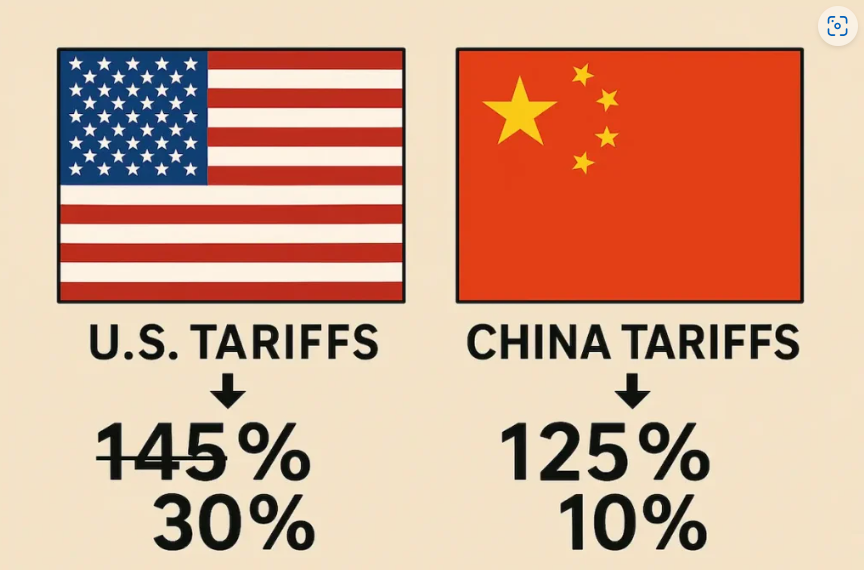 U.S. TARIFFS
145%
30%
CHINA TARIFFS
125%
10%